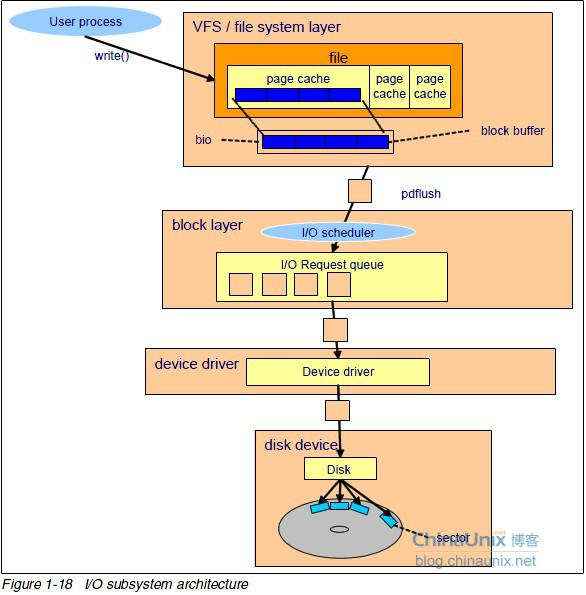 User process
VFS / file system layer
write()
file
page cache
page
cache
page
cache
bio
block buffer
pdflush
block layer
I/O scheduler
I/O Request queue
device driver
Device driver
disk device
Disk
sector
ChinaUnix.net 博客
blog.chinaunix.net
Figure 1-18 I/O subsystem architecture